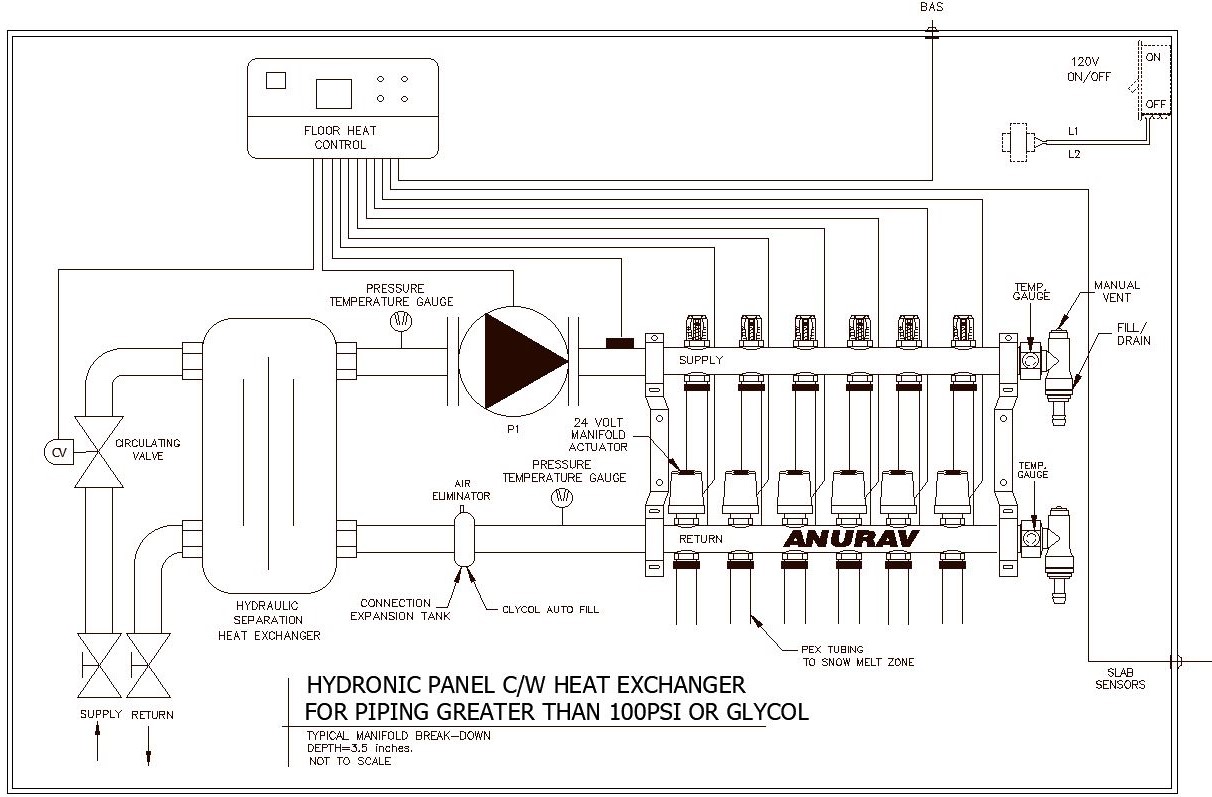 BAS
120V
ON/OFF
ON
OFF
L1
L2
FLOOR HEAT
CONTROL
PRESSURE
TEMPERATURE GAUGE
TEMP.
GAUGE
MANUAL
VENT
FILL/
DRAIN
SUPPLY
P1
24 VOLT
MANIFOLD
ACTUATOR
CV
CIRCULATING
VALVE
PRESSURE
TEMPERATURE GAUGE
TEMP.
GAUGE
AIR
ELIMINATOR
RETURN
ANURAV
HYDRAULIC
SEPARATION
HEAT EXCHANGER
CONNECTION
EXPANSION TANK
GLYCOL AUTO FILL
PEX TUBING
TO SNOW MELT ZONE
SLAB
SENSORS
SUPPLY
RETURN
HYDRONIC PANEL C/W HEAT EXCHANGER
FOR PIPING GREATER THAN 100PSI OR GLYCOL
TYPICAL MANIFOLD BREAK-DOWN
DEPTH=3.5 inches.
NOT TO SCALE